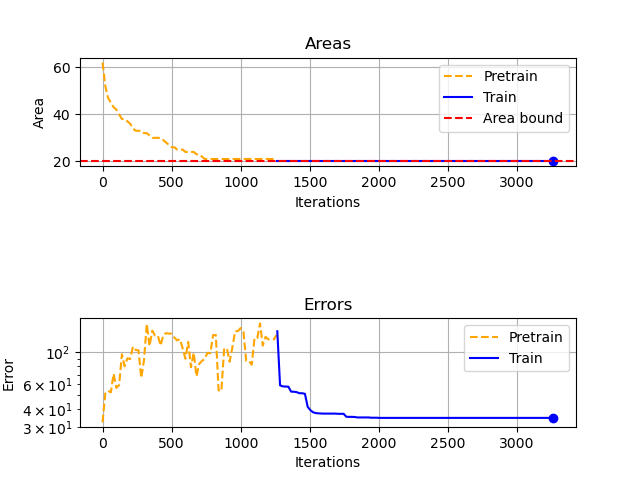 Areas
Area
60
40
20
Pretrain
Train
Area bound
0 500 1000 1500 2000 2500 3000
Iterations
Errors
Error
10²
6 × 10¹
4 × 10¹
3 × 10¹
Pretrain
Train
0 500 1000 1500 2000 2500 3000
Iterations